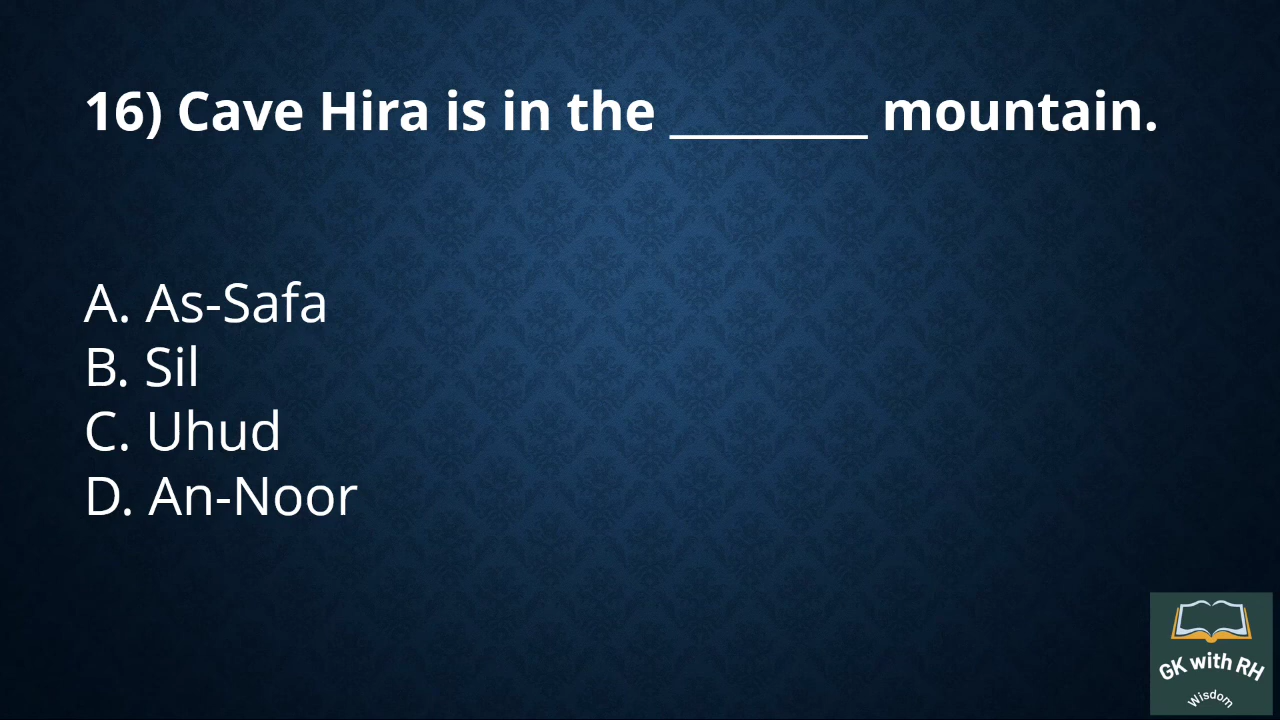 16) Cave Hira is in the ________ mountain.
A. As-Safa
B. Sil
C. Uhud
D. An-Noor
GK with RH
Wisdom